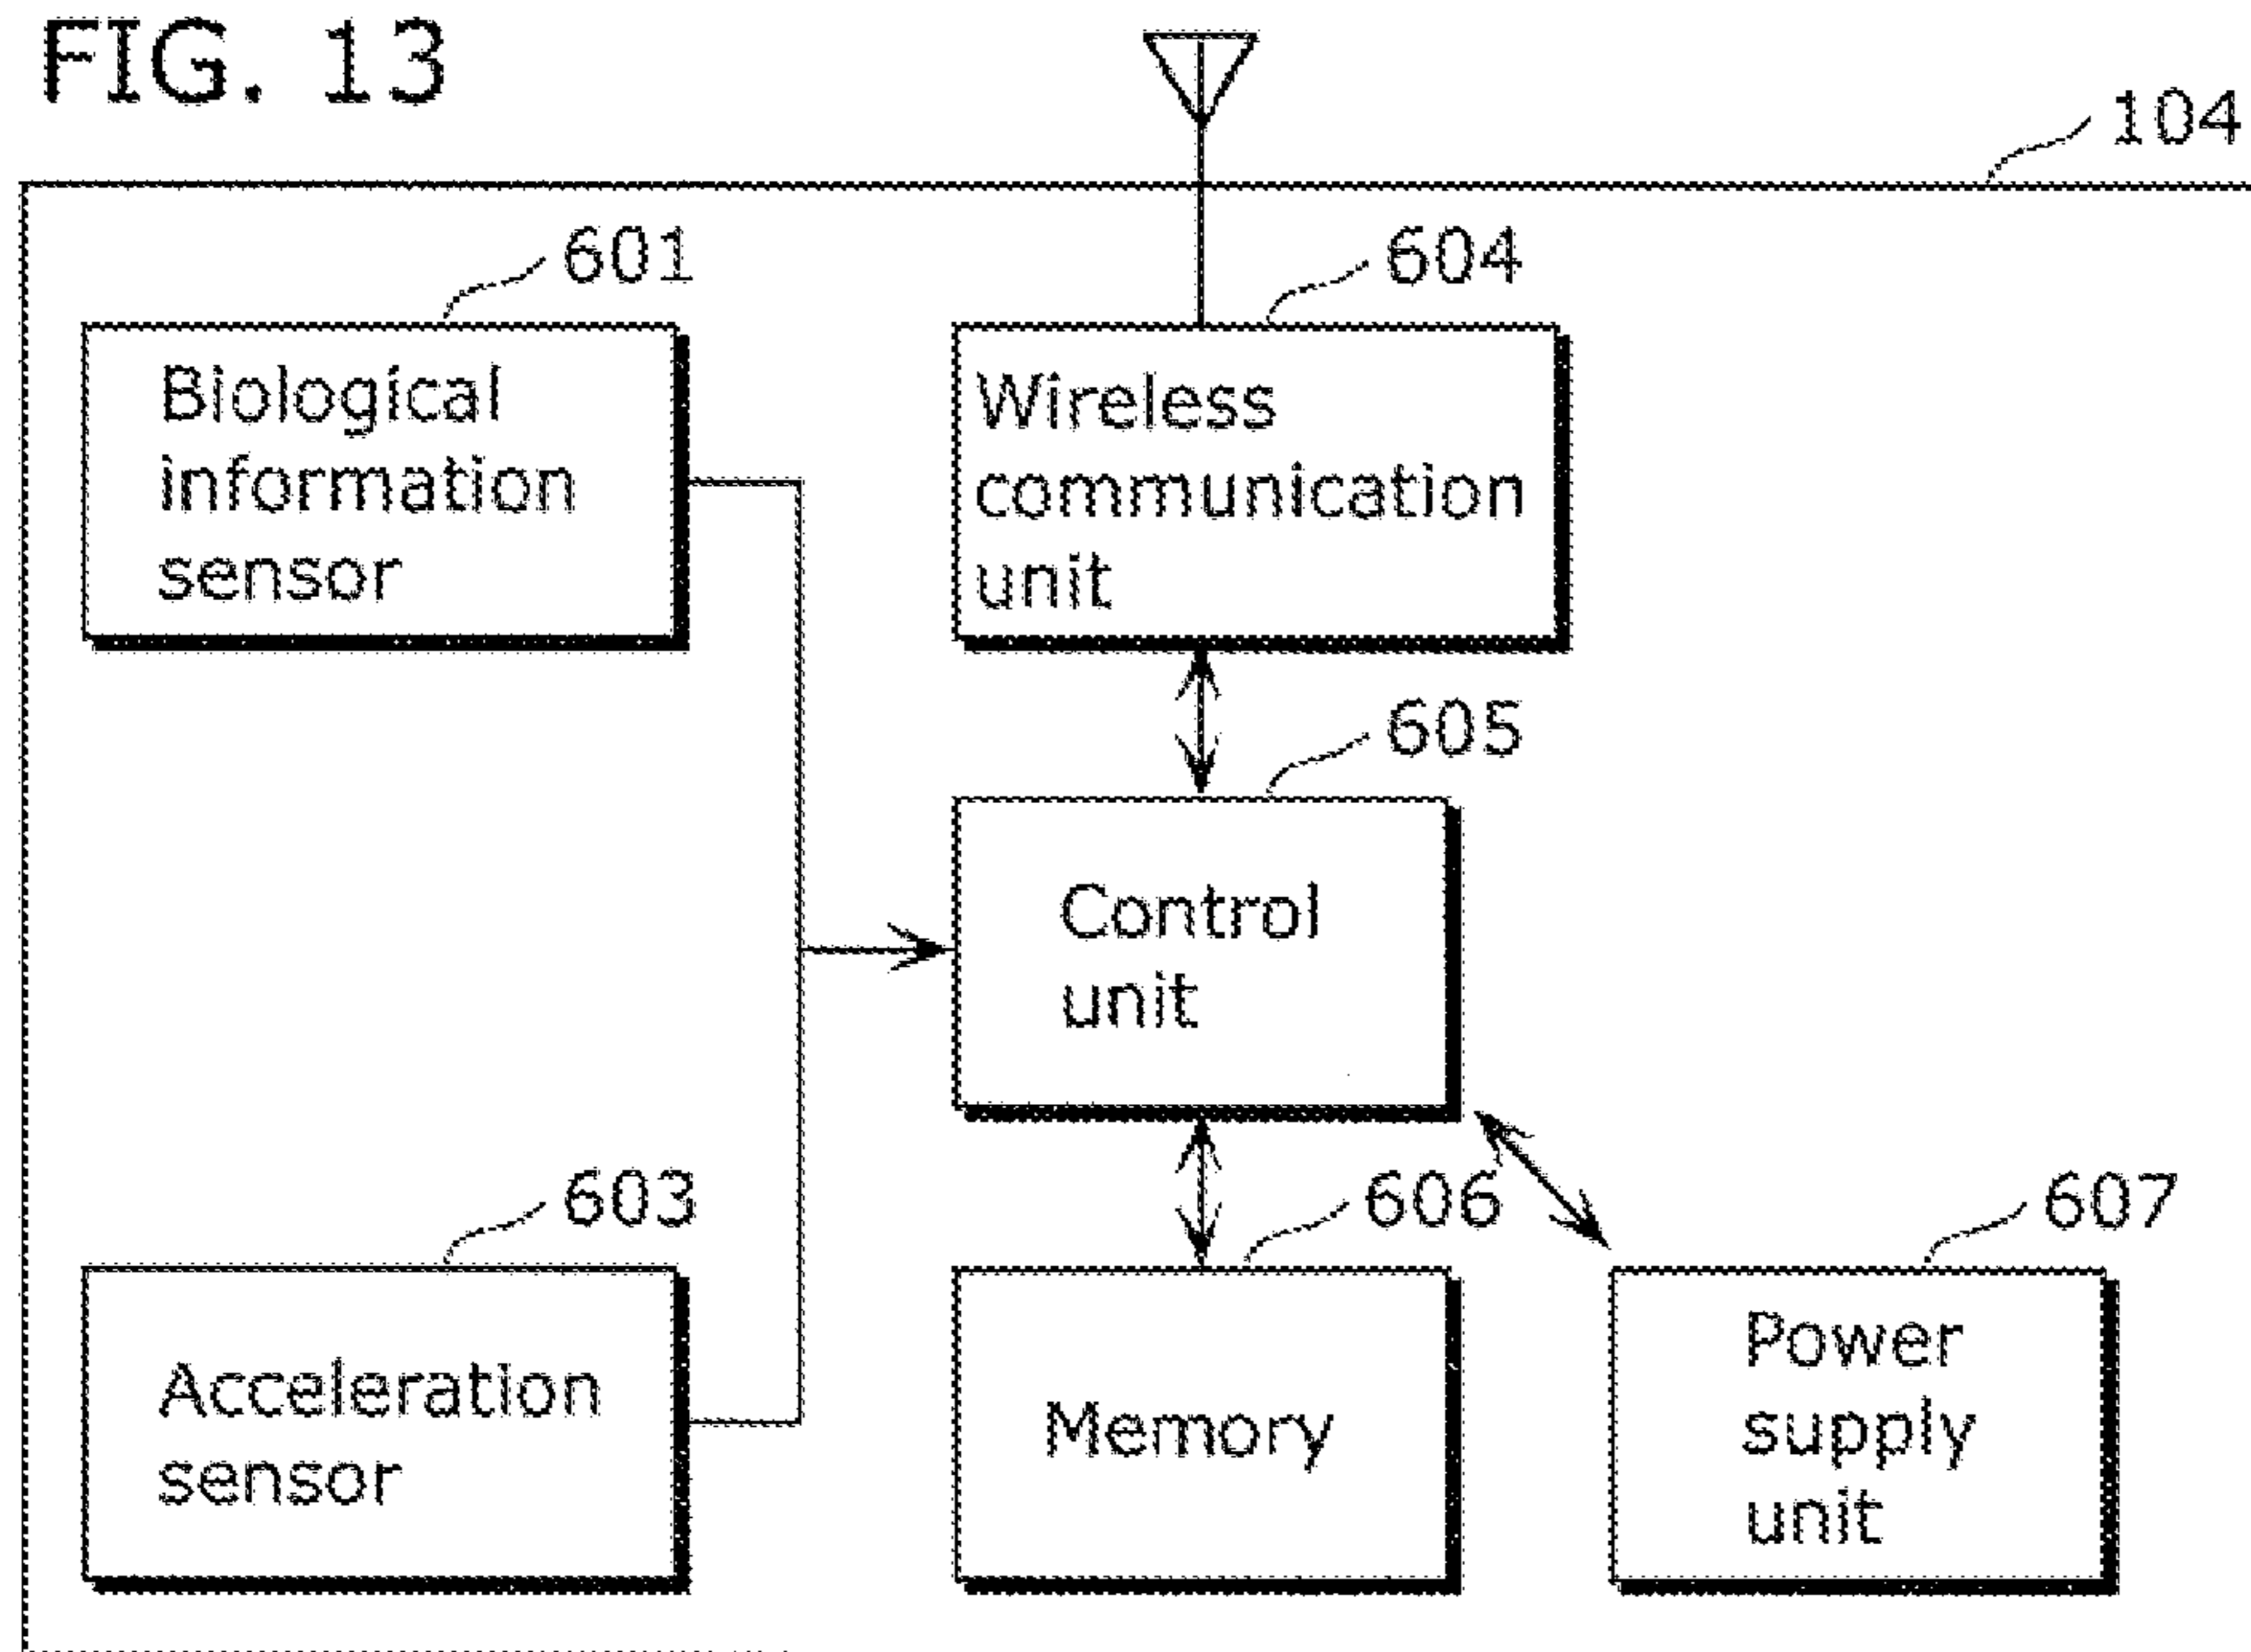 FIG. 13
104
601
604
Biological
information
sensor
Wireless
communication
unit
605
Control
unit
603
606
607
Acceleration
sensor
Memory
Power
supply
unit